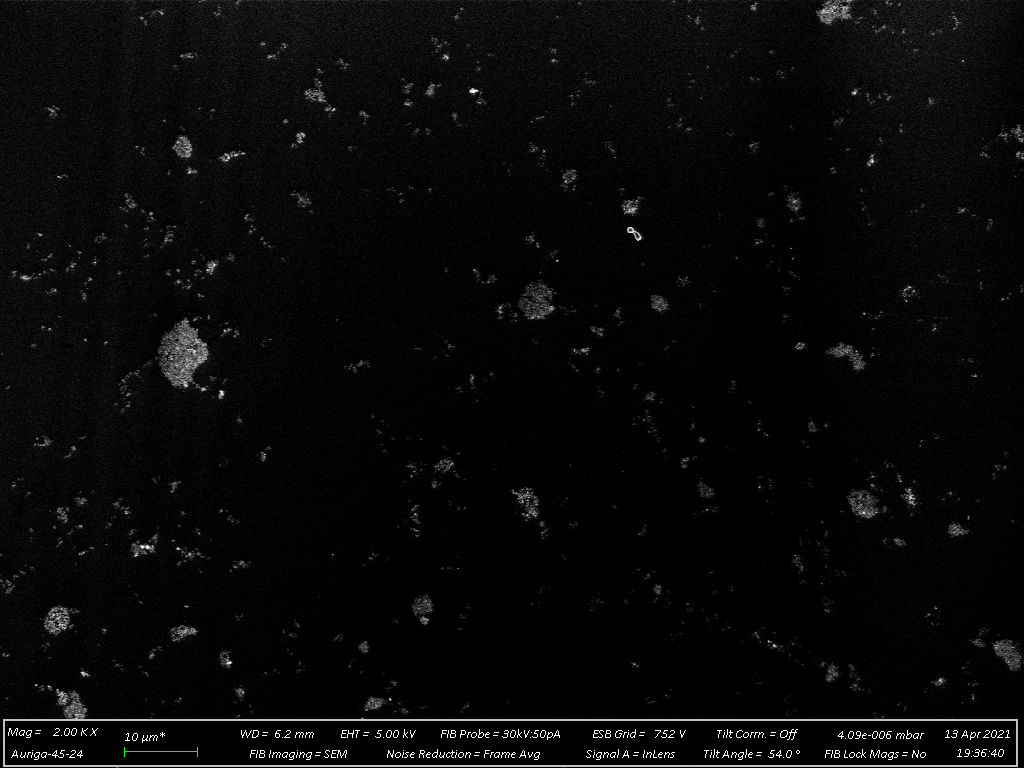 Mag = 2.00 K X 10 µm* WD = 6.2 mm EHT = 5.00 kV FIB Probe = 30kV:50pA ESB Grid = 752 V Tilt Corrn. = Off 4.09e-006 mbar 13 Apr 2021
Auriga-45-24 FIB Imaging = SEM Noise Reduction = Frame Avg Signal A = InLens Tilt Angle = 54.0 ° FIB Lock Mags = No 19:36:40